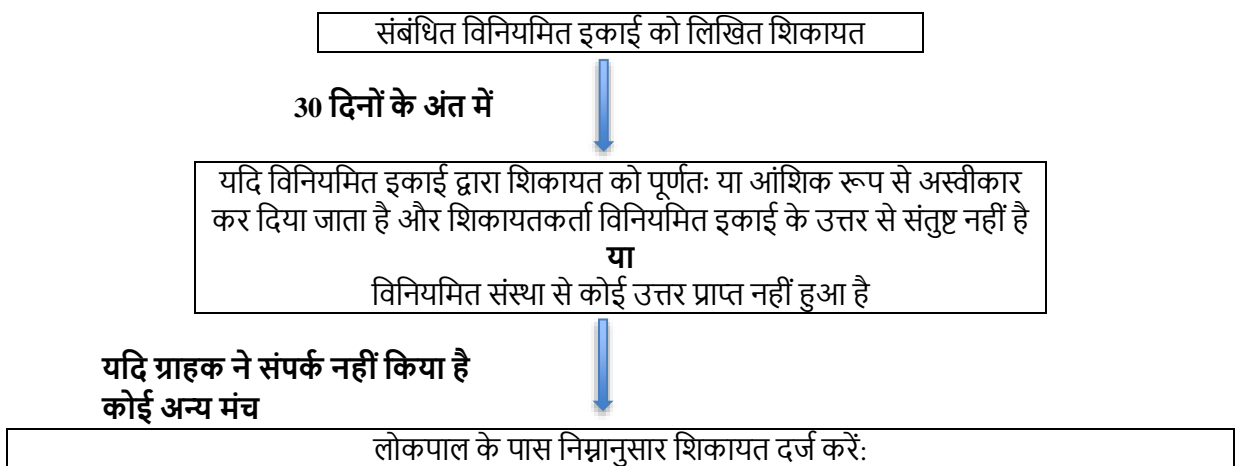 संबंधित विनियमित इकाई को लिखित शिकायत
30 दिनों के अंत में
यदि विनियमित इकाई द्वारा शिकायत को पूर्णतः या आंशिक रूप से अस्वीकार
कर दिया जाता है और शिकायतकर्ता विनियमित इकाई के उत्तर से संतुष्ट नहीं है
या
विनियमित संस्था से कोई उत्तर प्राप्त नहीं हुआ है
यदि ग्राहक ने संपर्क नहीं किया है
कोई अन्य मंच
लोकपाल के पास निम्नानुसार शिकायत दर्ज करें: